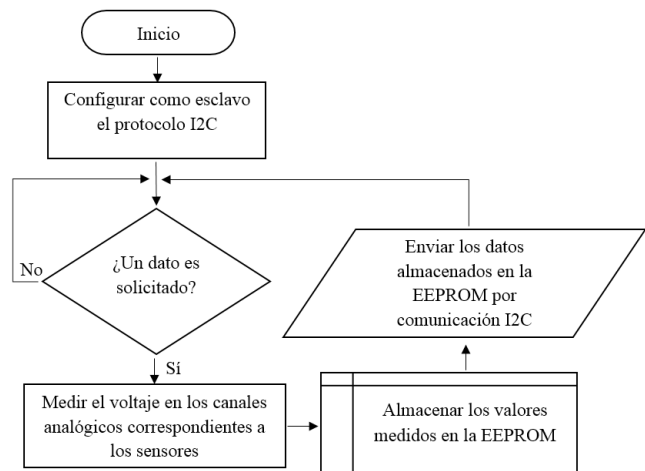 Inicio
Configurar como esclavo
el protocolo I2C
¿Un dato es
solicitado?
No
Sí
Medir el voltaje en los canales
analógicos correspondientes a
los sensores
Almacenar los valores
medidos en la EEPROM
Enviar los datos
almacenados en la
EEPROM por
comunicación I2C